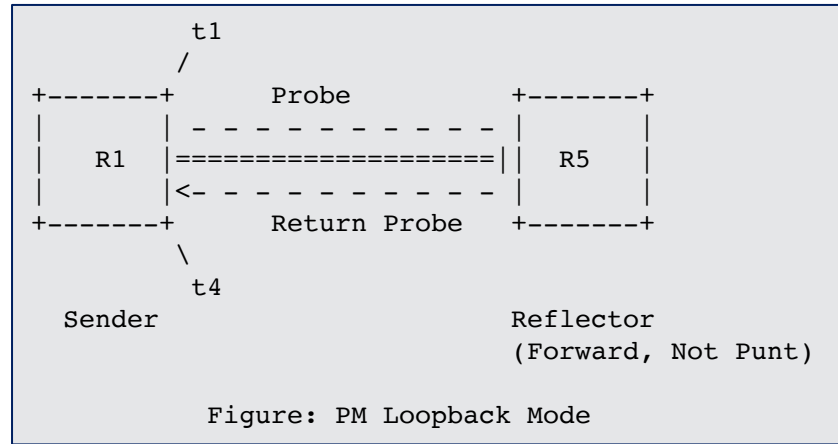 t1
/
+-------+ Probe +-------+
| | - - - - - - - - - - - | |
| R1 |====================|| R5 |
| |<- - - - - - - - - - - | |
+-------+ Return Probe +-------+
\
t4
Sender Reflector
(Forward, Not Punt)
Figure: PM Loopback Mode